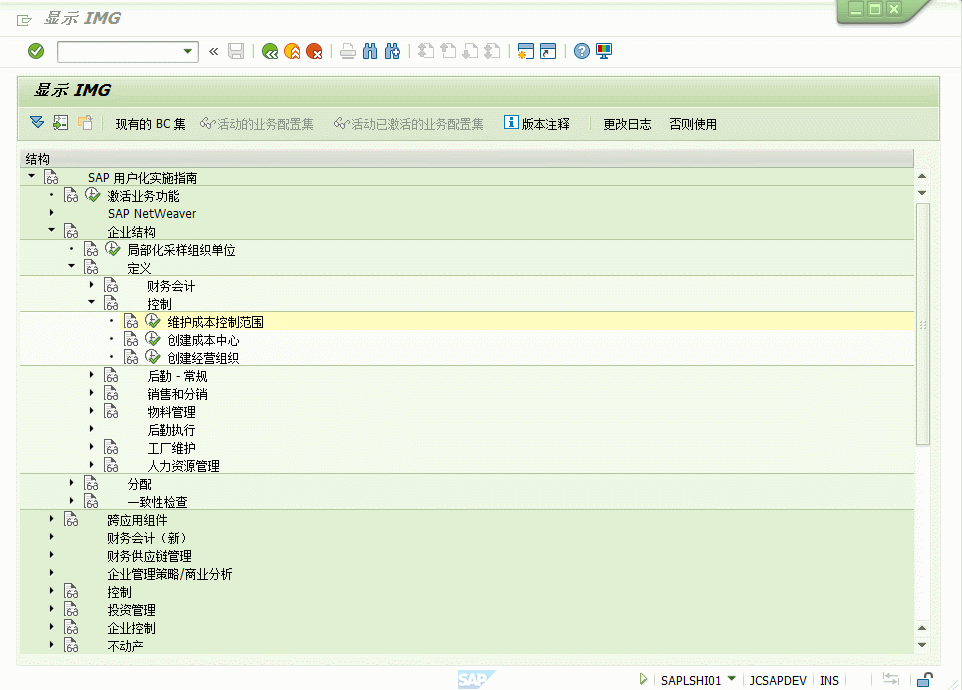 显示 IMG
显示 IMG
现有的 BC 集 活动的业务配置集 活动已激活的业务配置集 版本注释 更改日志 否则使用
结构
SAP 用户化实施指南
激活业务功能
SAP NetWeaver
企业结构
局部化采样组织单位
定义
财务会计
控制
维护成本控制范围
创建成本中心
创建经营组织
后勤 - 常规
销售和分销
物料管理
后勤执行
工厂维护
人力资源管理
分配
一致性检查
跨应用组件
财务会计（新）
财务供应链管理
企业管理策略/商业分析
控制
投资管理
企业控制
不动产
SAP SAPLSHI01 JCSAPDEV INS